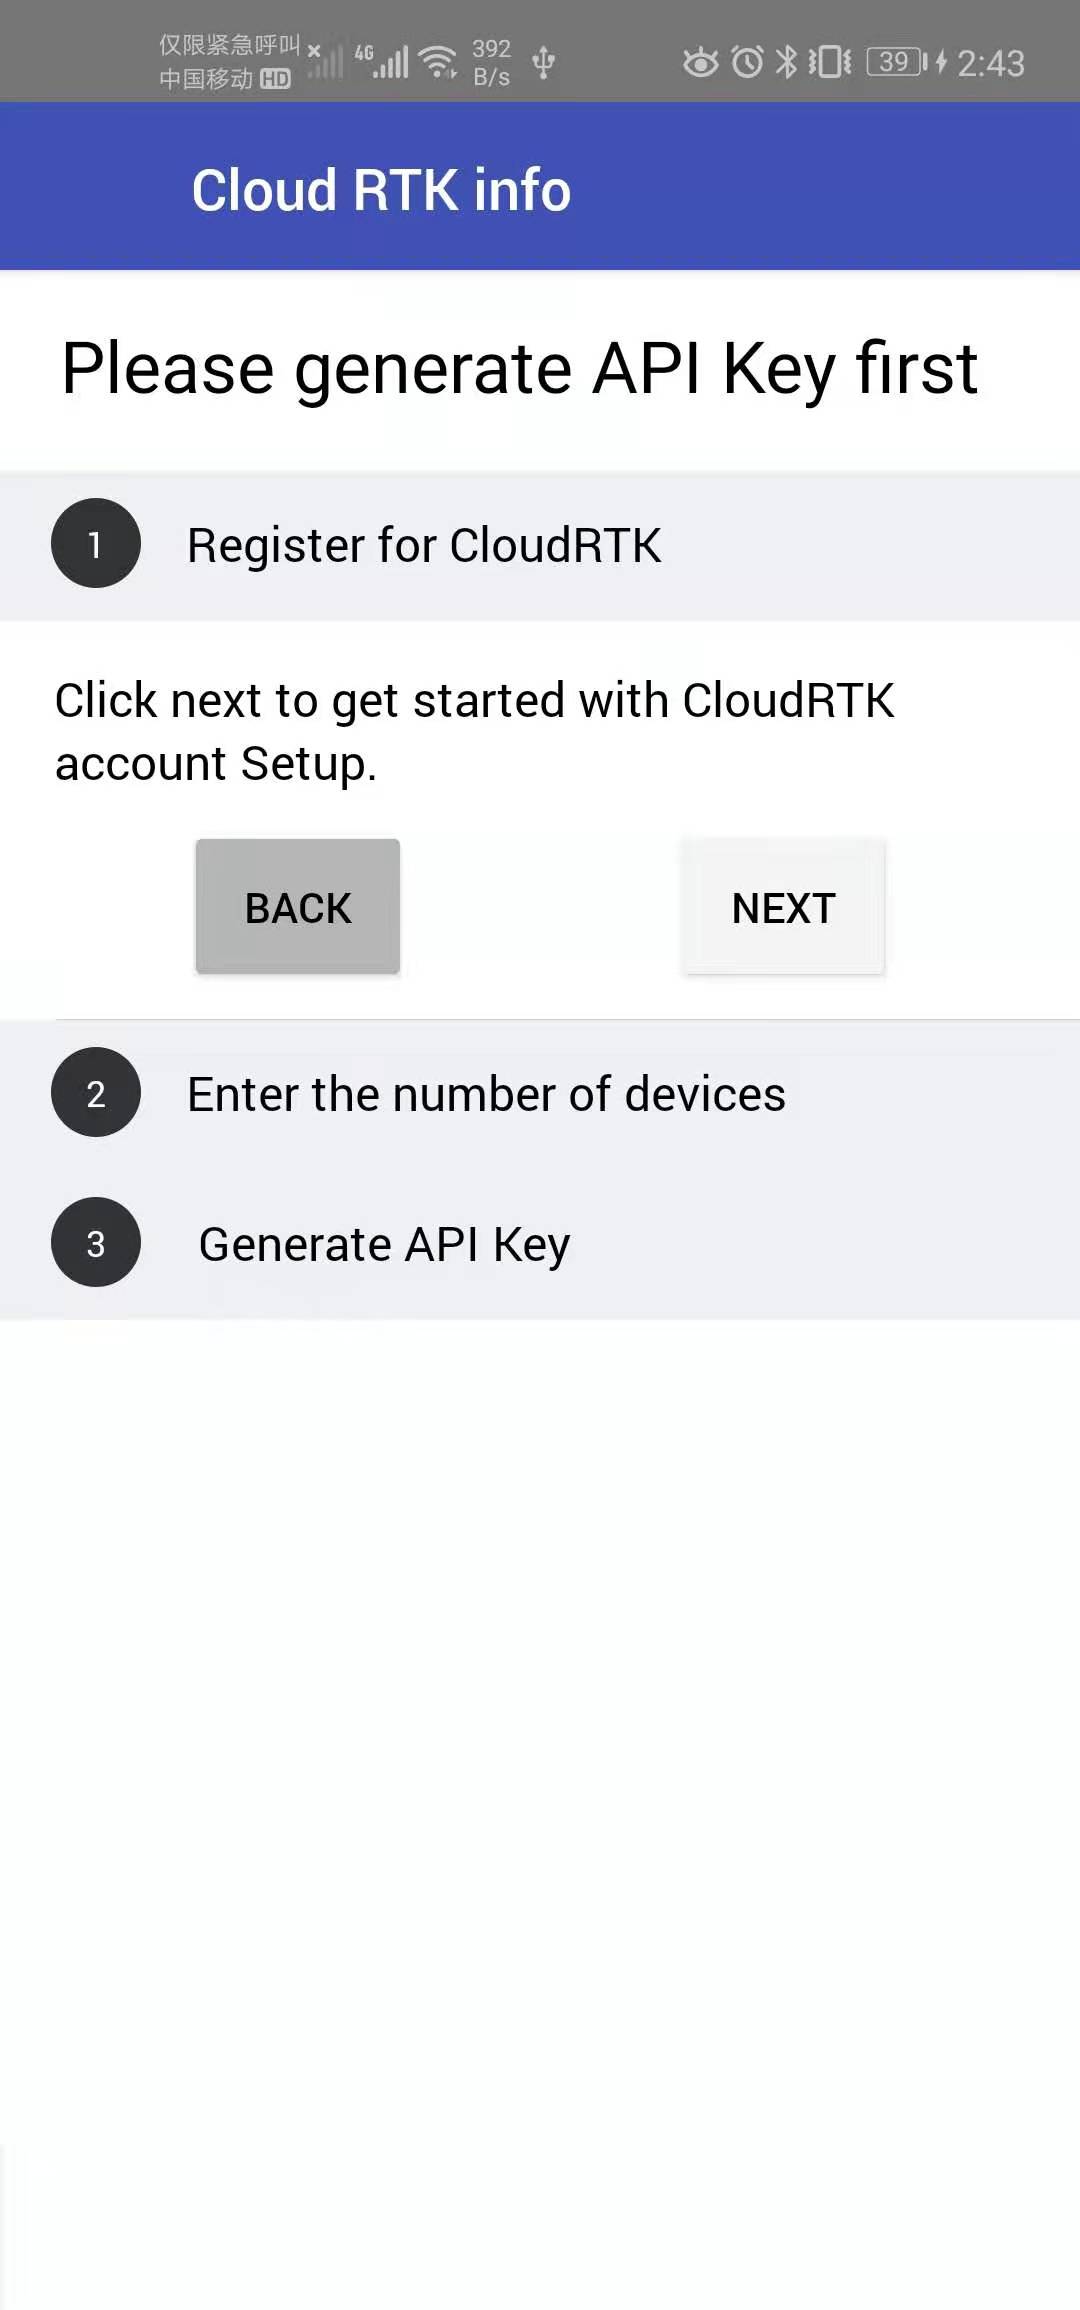 仅限紧急呼叫
中国移动 HD
4G
392
B/s
39
2:43
Cloud RTK info
Please generate API Key first
1 Register for CloudRTK
Click next to get started with CloudRTK
account Setup.
BACK NEXT
2 Enter the number of devices
3 Generate API Key